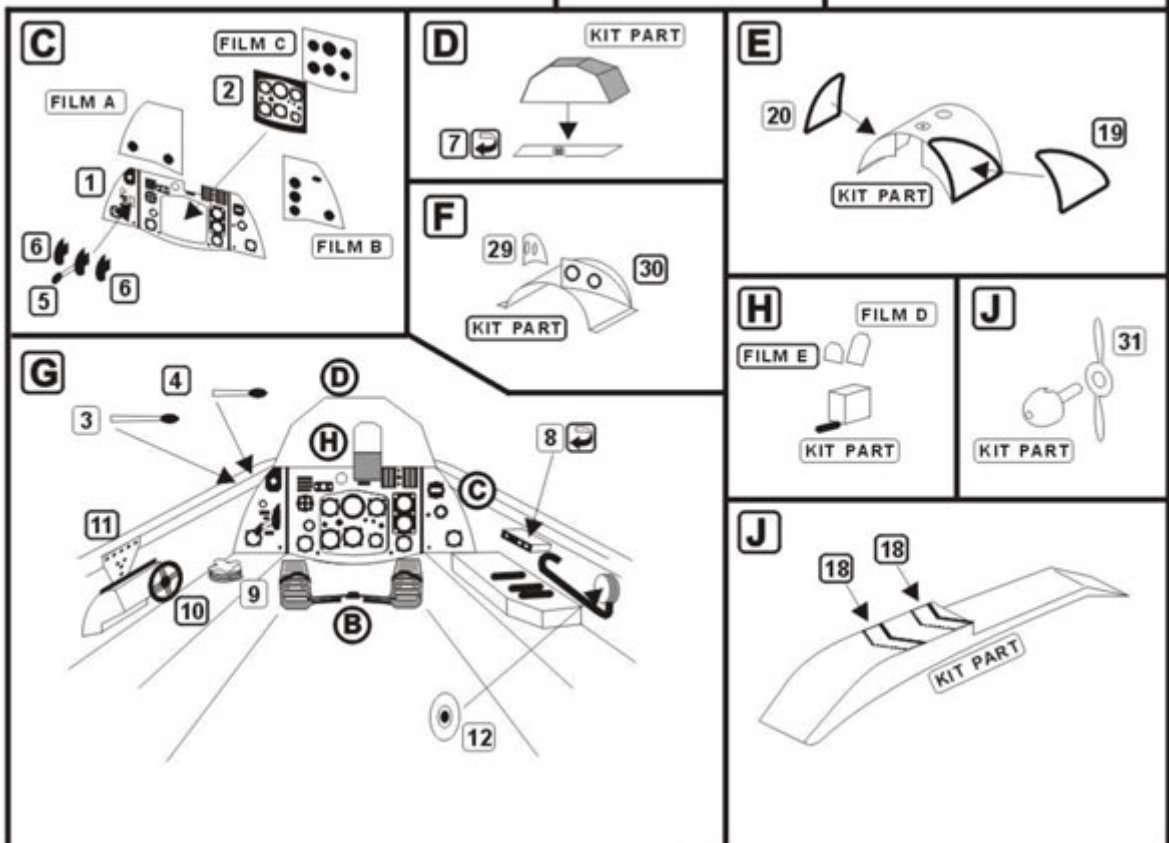 C
FILM C
2
FILM A
1
FILM B
6
5
6
D
KIT PART
7
E
20
19
KIT PART
F
29
30
KIT PART
G
4
3
D
H
8
C
11
10
9
B
12
H
FILM D
FILM E
KIT PART
J
31
KIT PART
J
18
18
KIT PART